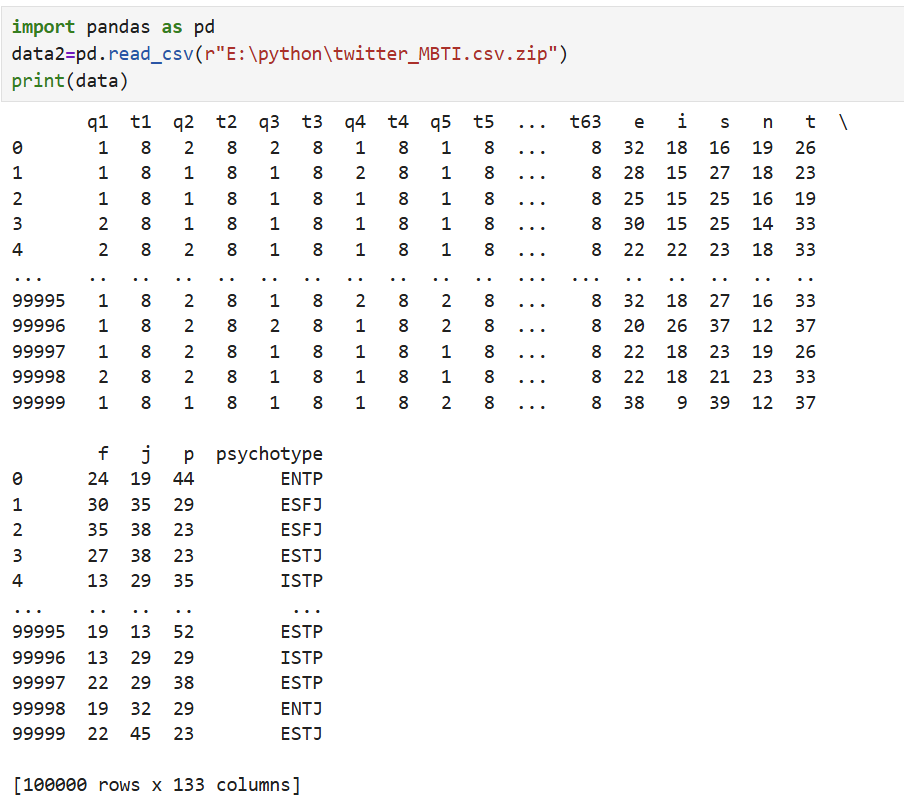 import pandas as pd
data2=pd.read_csv(r"E:\python\twitter_MBTI.csv.zip")
print(data)
q1 t1 q2 t2 q3 t3 q4 t4 q5 t5 ... t63 e i s n t \
0 1 8 2 8 2 8 1 8 1 8 ... 8 32 18 16 19 26
1 1 8 1 8 1 8 2 8 1 8 ... 8 28 15 27 18 23
2 1 8 1 8 1 8 1 8 1 8 ... 8 25 15 25 16 19
3 2 8 1 8 1 8 1 8 1 8 ... 8 30 15 25 14 33
4 2 8 2 8 1 8 1 8 1 8 ... 8 22 22 23 18 33
... .. .. .. .. .. .. .. .. .. .. ... ... .. .. .. .. ..
99995 1 8 2 8 1 8 2 8 2 8 ... 8 32 18 27 16 33
99996 1 8 2 8 2 8 1 8 2 8 ... 8 20 26 37 12 37
99997 1 8 2 8 1 8 1 8 1 8 ... 8 22 18 23 19 26
99998 2 8 2 8 1 8 1 8 1 8 ... 8 22 18 21 23 33
99999 1 8 1 8 1 8 1 8 2 8 ... 8 38 9 39 12 37
f j p psychotype
0 24 19 44 ENTP
1 30 35 29 ESFJ
2 35 38 23 ESFJ
3 27 38 23 ESTJ
4 13 29 35 ISTP
... .. .. .. ...
99995 19 13 52 ESTP
99996 13 29 29 ISTP
99997 22 29 38 ESTP
99998 19 32 29 ENTJ
99999 22 45 23 ESTJ
[100000 rows x 133 columns]